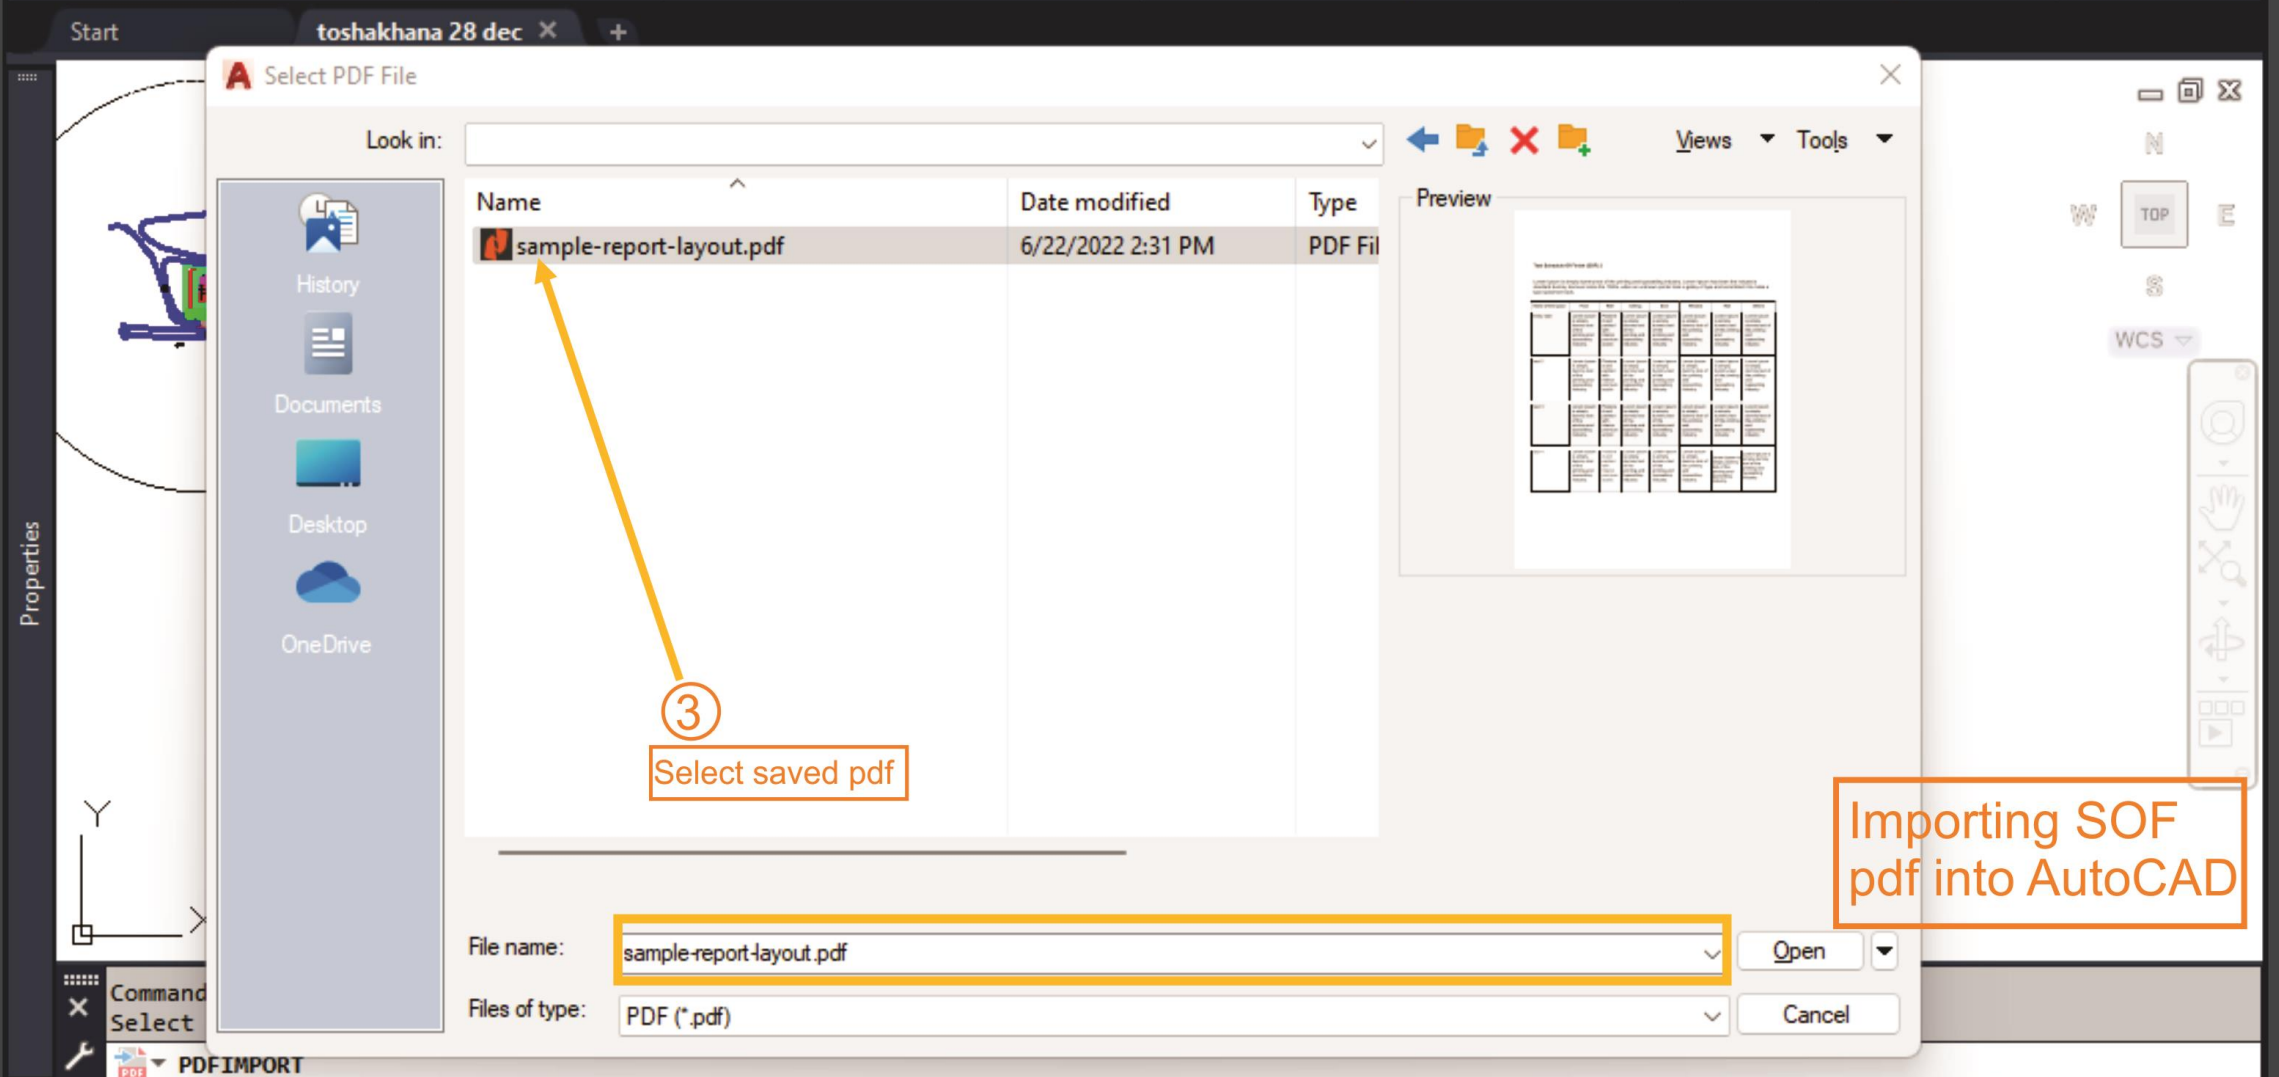 Start
toshakhana 28 dec
Select PDF File
Look in:
Views
Tools
N
W
TOP
E
S
WCS
History
Documents
Desktop
OneDrive
Name
Date modified
Type
sample-report-layout.pdf
6/22/2022 2:31 PM
PDF Fil
Preview
Properties
3
Select saved pdf
Importing SOF
pdf into AutoCAD
Y
X
File name:
sample-report-layout.pdf
Open
Files of type:
PDF (*.pdf)
Cancel
Command
Select
PDF
PDFIMPORT